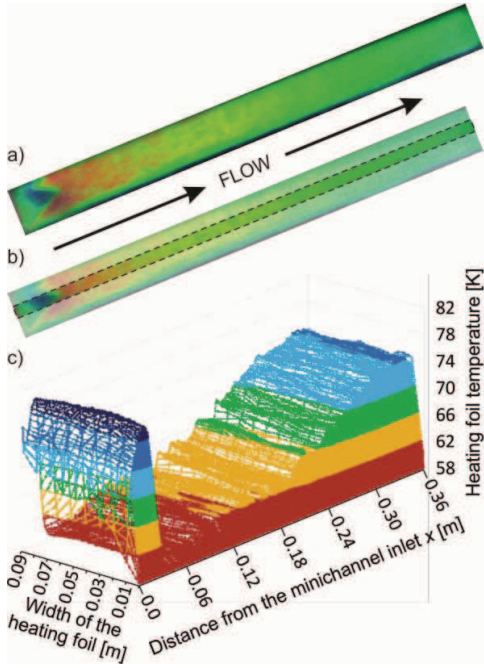 a)
FLOW
b)
c)
82
78
74
70
66
62
58
Heating foil temperature [K]
0.09
0.07
0.05
0.03
0.01
Width of the
heating foil [m]
0.0
0.06
0.12
0.18
0.24
0.30
0.36
Distance from the minichannel inlet x [m]